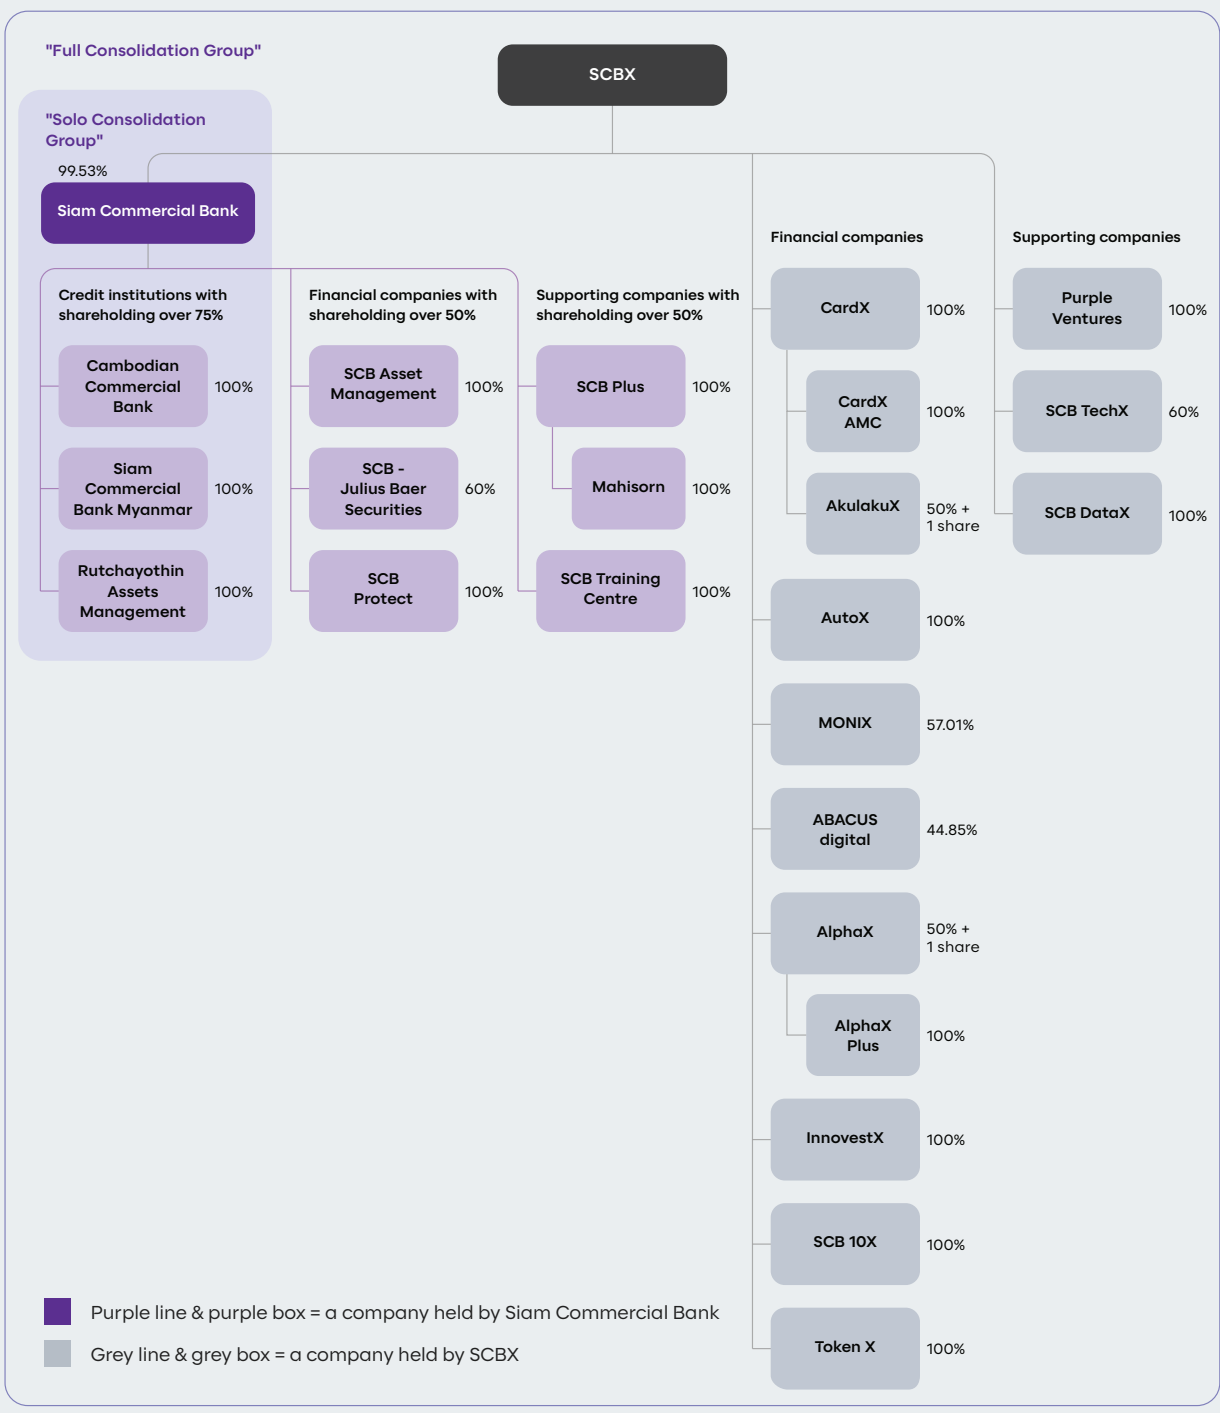 "Full Consolidation Group"
SCBX
"Solo Consolidation
Group"
99.53%
Siam Commercial Bank
Credit institutions with
shareholding over 75%
Cambodian
Commercial
Bank
100%
Siam
Commercial
Bank Myanmar
100%
Rutchayothin
Assets
Management
100%
Financial companies with
shareholding over 50%
SCB Asset
Management
100%
SCB -
Julius Baer
Securities
60%
SCB
Protect
100%
Supporting companies with
shareholding over 50%
SCB Plus
100%
Mahisorn
100%
SCB Training
Centre
100%
Financial companies
CardX
100%
CardX
AMC
100%
AkulakuX
50% +
1 share
AutoX
100%
MONIX
57.01%
ABACUS
digital
44.85%
AlphaX
50% +
1 share
AlphaX
Plus
100%
InnovestX
100%
SCB 10X
100%
Token X
100%
Supporting companies
Purple
Ventures
100%
SCB TechX
60%
SCB DataX
100%
Purple line & purple box = a company held by Siam Commercial Bank
Grey line & grey box = a company held by SCBX